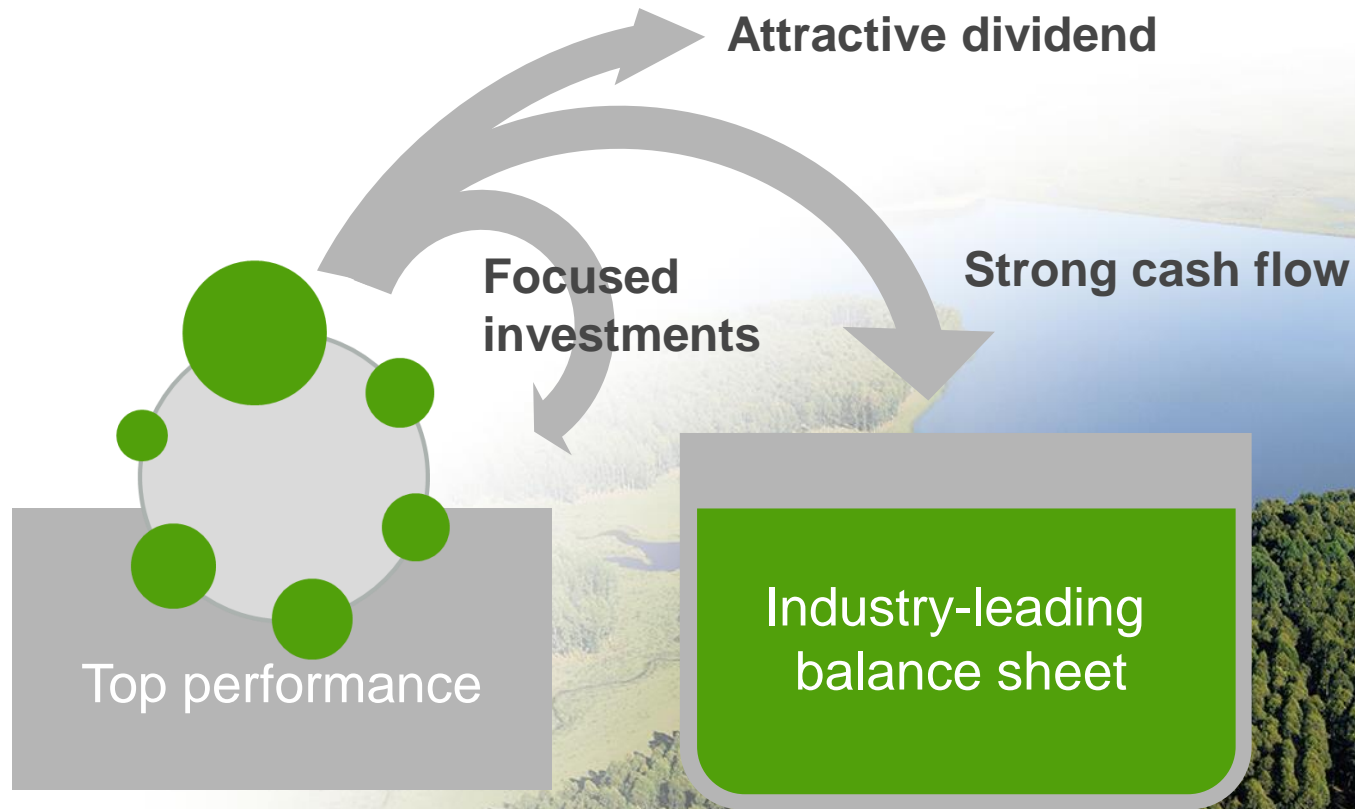 Attractive dividend
Focused
investments
Strong cash flow
Top performance
Industry-leading
balance sheet